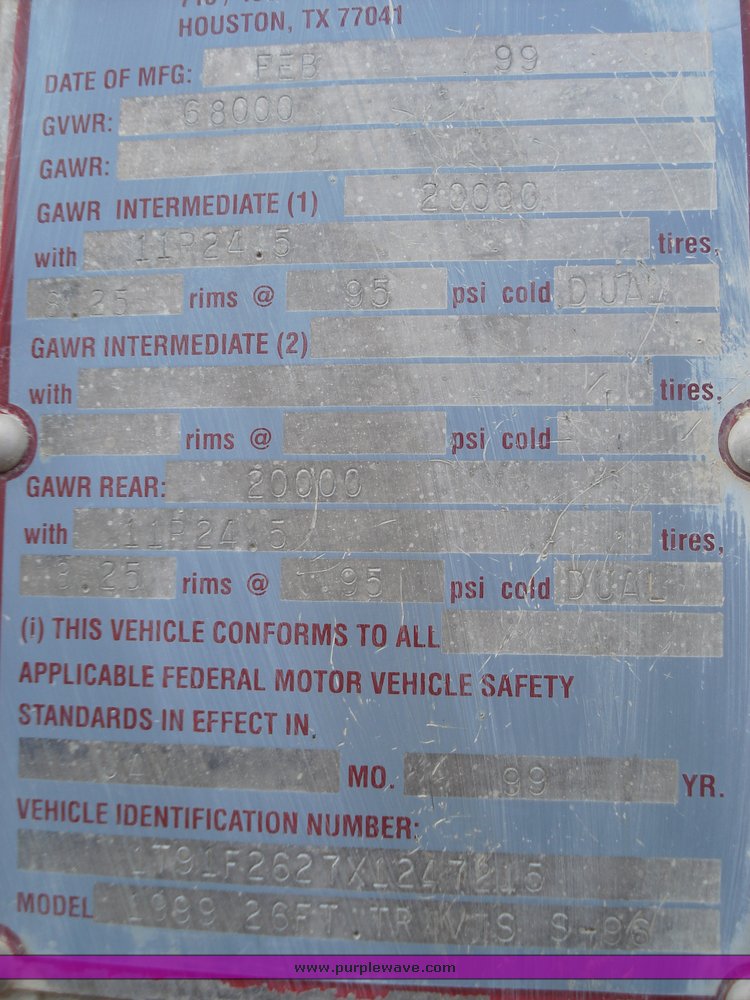 HOUSTON, TX 77041
DATE OF MFG: FEB 99
GVWR: 68000
GAWR:
GAWR INTERMEDIATE (1) 20000
with 11R24.5 tires,
8.25 rims @ 95 psi cold DUAL
GAWR INTERMEDIATE (2)
with tires,
rims @ psi cold
GAWR REAR: 20000
with 11R24.5 tires,
8.25 rims @ 95 psi cold DUAL
(i) THIS VEHICLE CONFORMS TO ALL
APPLICABLE FEDERAL MOTOR VEHICLE SAFETY
STANDARDS IN EFFECT IN.
MO. 99 YR.
VEHICLE IDENTIFICATION NUMBER:
MODEL 26FT TRAVIS S-96
www.purplewave.com